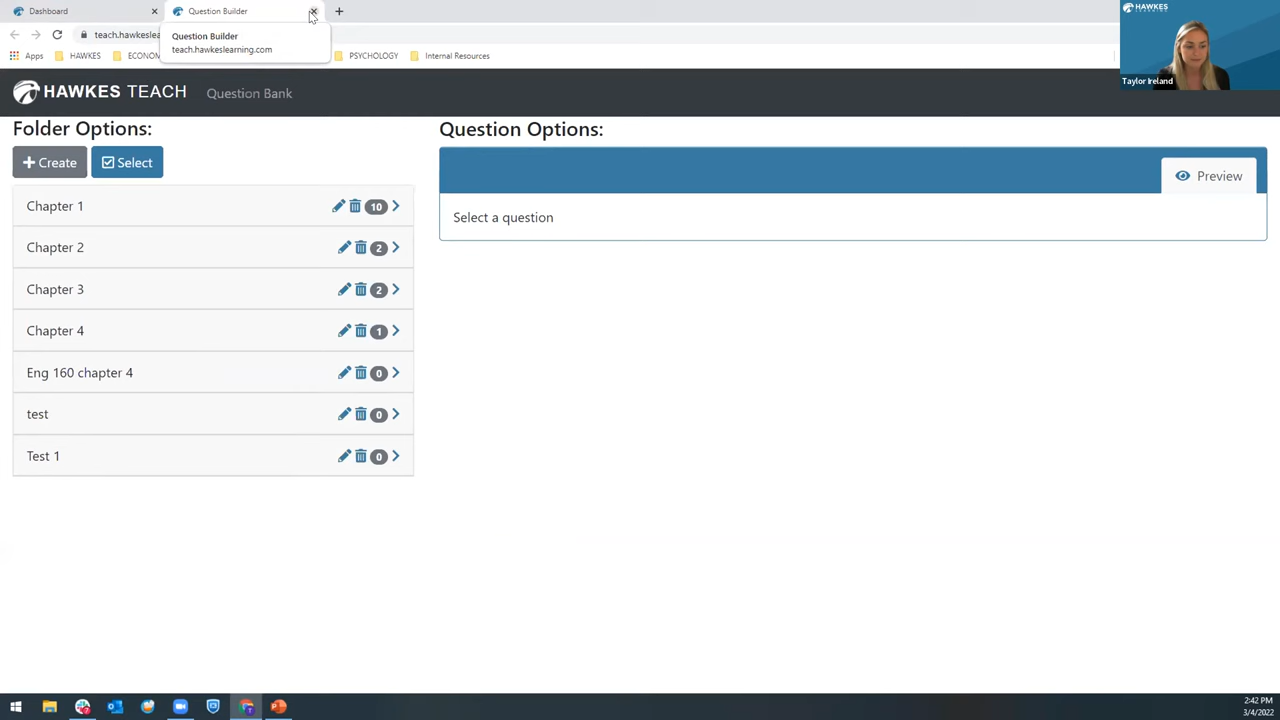 Dashboard
Question Builder
HAWKES LEARNING
Question Builder
teach.hawkeslea
teach.hawkeslearning.com
Apps
HAWKES
ECONOM
PSYCHOLOGY
Internal Resources
Taylor Ireland
HAWKES TEACH
Question Bank
Folder Options:
Question Options:
Create
Select
Preview
Chapter 1
10
Select a question
Chapter 2
2
Chapter 3
2
Chapter 4
1
Eng 160 chapter 4
0
test
0
Test 1
0
2:42 PM
3/4/2022